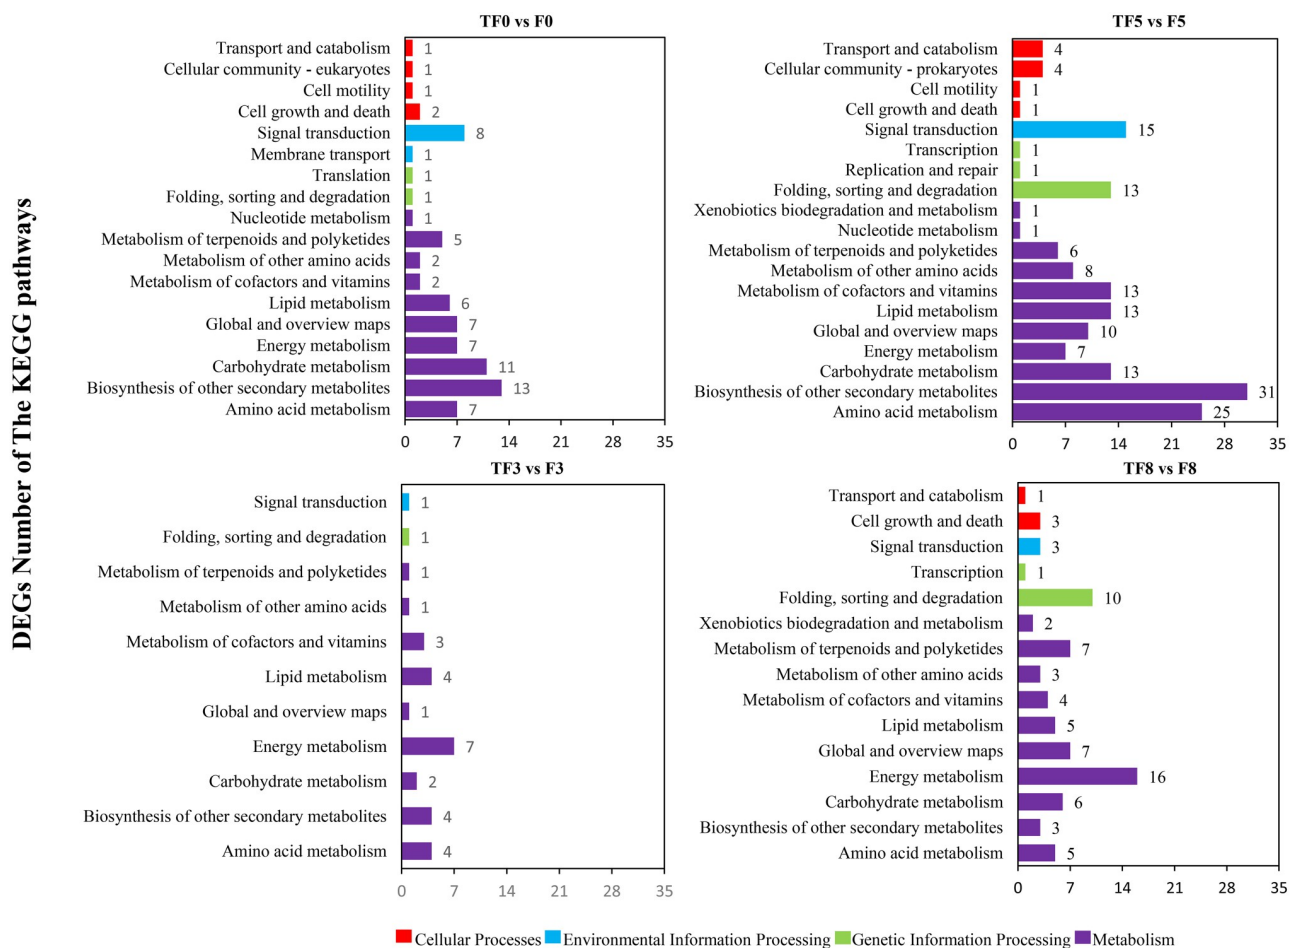 DEGs Number of The KEGG pathways
TF0 vs F0
Transport and catabolism 1
Cellular community - eukaryotes 1
Cell motility 1
Cell growth and death 2
Signal transduction 8
Membrane transport 1
Translation 1
Folding, sorting and degradation 1
Nucleotide metabolism 1
Metabolism of terpenoids and polyketides 5
Metabolism of other amino acids 2
Metabolism of cofactors and vitamins 2
Lipid metabolism 6
Global and overview maps 7
Energy metabolism 7
Carbohydrate metabolism 11
Biosynthesis of other secondary metabolites 13
Amino acid metabolism 7
0 7 14 21 28 35
TF5 vs F5
Transport and catabolism 4
Cellular community - prokaryotes 4
Cell motility 1
Cell growth and death 1
Signal transduction 15
Transcription 1
Replication and repair 1
Folding, sorting and degradation 13
Xenobiotics biodegradation and metabolism 1
Nucleotide metabolism 1
Metabolism of terpenoids and polyketides 6
Metabolism of other amino acids 8
Metabolism of cofactors and vitamins 13
Lipid metabolism 13
Global and overview maps 10
Energy metabolism 7
Carbohydrate metabolism 13
Biosynthesis of other secondary metabolites 31
Amino acid metabolism 25
0 7 14 21 28 35
TF3 vs F3
Signal transduction 1
Folding, sorting and degradation 1
Metabolism of terpenoids and polyketides 1
Metabolism of other amino acids 1
Metabolism of cofactors and vitamins 3
Lipid metabolism 4
Global and overview maps 1
Energy metabolism 7
Carbohydrate metabolism 2
Biosynthesis of other secondary metabolites 4
Amino acid metabolism 4
0 7 14 21 28 35
TF8 vs F8
Transport and catabolism 1
Cell growth and death 3
Signal transduction 3
Transcription 1
Folding, sorting and degradation 10
Xenobiotics biodegradation and metabolism 2
Metabolism of terpenoids and polyketides 7
Metabolism of other amino acids 3
Metabolism of cofactors and vitamins 4
Lipid metabolism 5
Global and overview maps 7
Energy metabolism 16
Carbohydrate metabolism 6
Biosynthesis of other secondary metabolites 3
Amino acid metabolism 5
0 7 14 21 28 35
Cellular Processes Environmental Information Processing Genetic Information Processing Metabolism